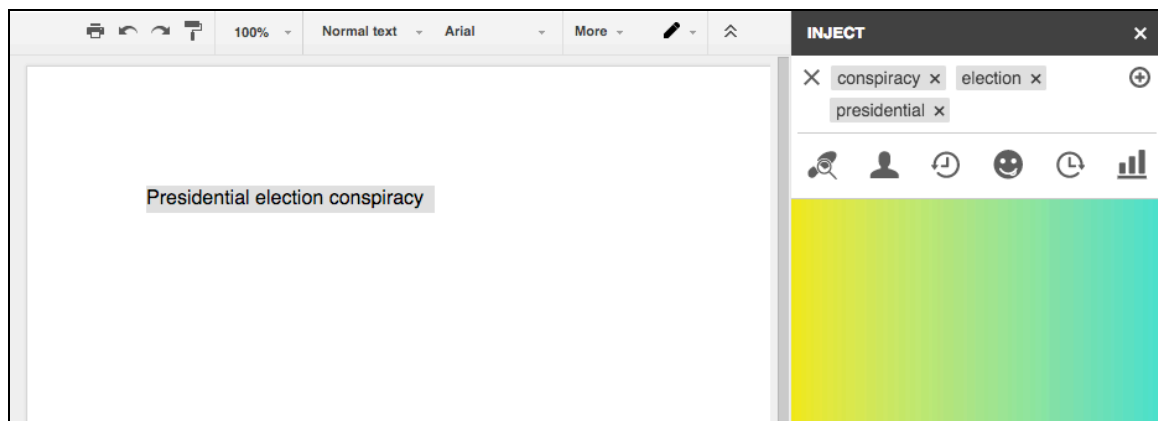 100% Normal text Arial More
INJECT
conspiracy election
presidential
Presidential election conspiracy